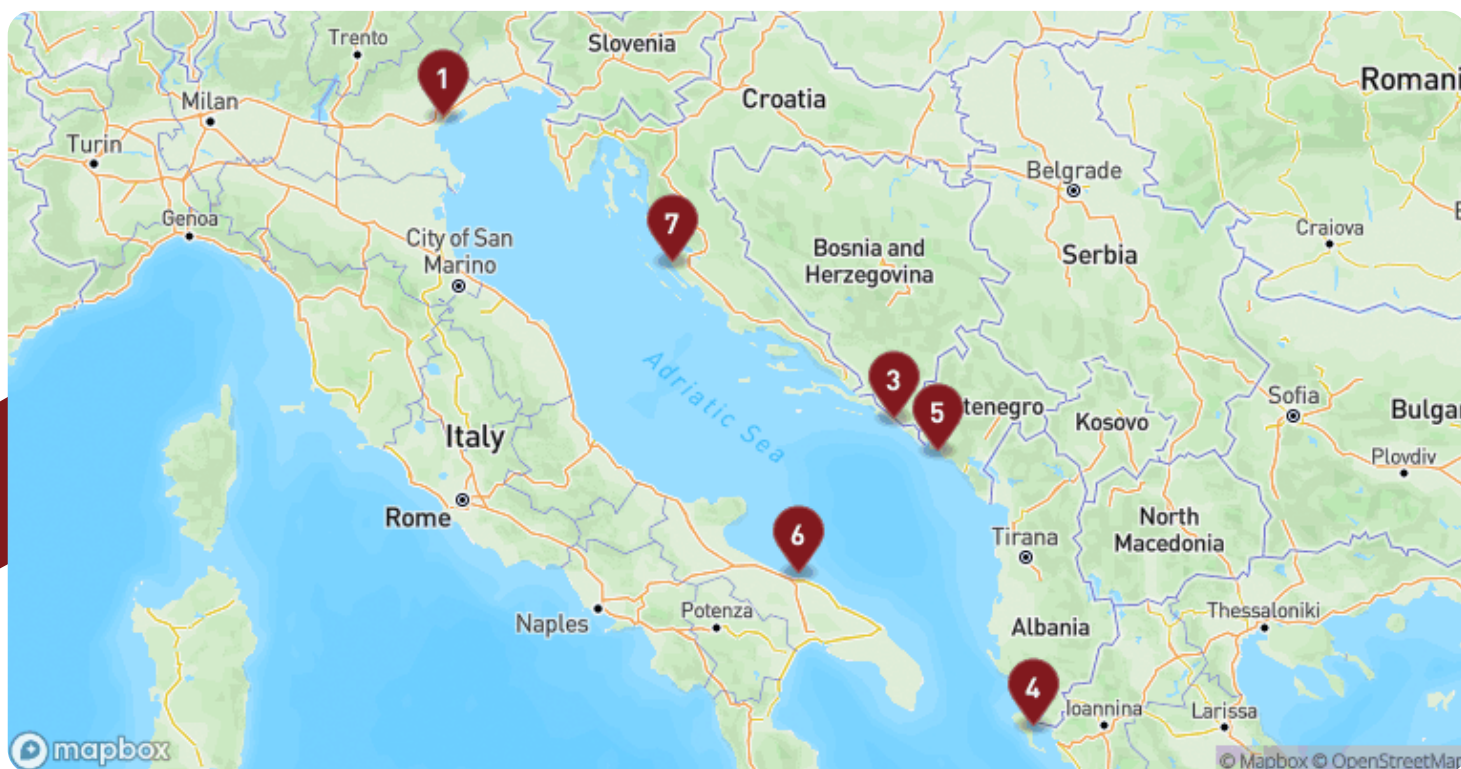 Trento
Slovenia
Romani
1
Milan
Croatia
Turin
Belgrade
Genoa
7
City of San
Marino
Bosnia and
Herzegovina
Serbia
Craiova
Adriatic Sea
3
5
tenegro
Kosovo
Sofia
Bulgar
Italy
Plovdiv
Rome
6
Tirana
North
Macedonia
Naples
Potenza
Albania
Thessaloniki
4
Ioannina
Larissa
mapbox
© Mapbox © OpenStreetMap